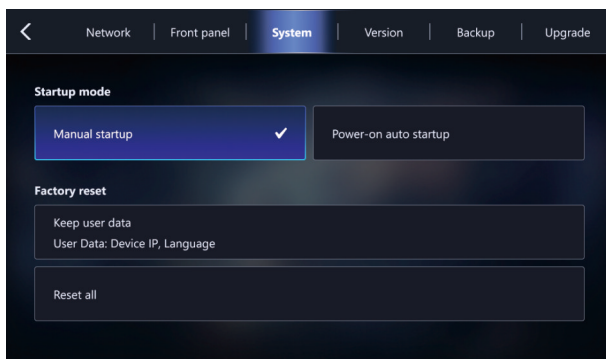 Network Front panel System Version Backup Upgrade
Startup mode
Manual startup Power-on auto startup
Factory reset
Keep user data
User Data: Device IP, Language
Reset all